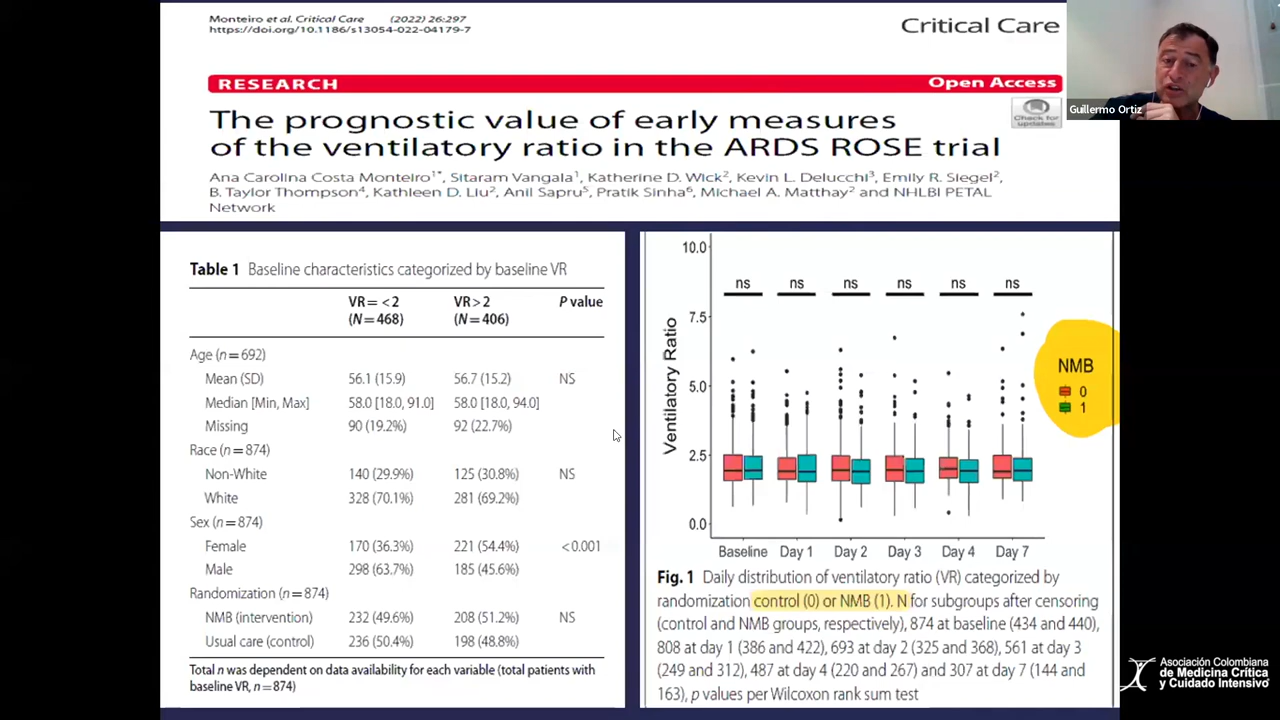 Monteiro et al. Critical Care (2022) 26:297
https://doi.org/10.1186/s13054-022-04179-7
Critical Care
RESEARCH
Open Access
Check for
updates
The prognostic value of early measures
of the ventilatory ratio in the ARDS ROSE trial
Ana Carolina Costa Monteiro1*, Sitaram Vangala1, Katherine D. Wick2, Kevin L. Delucchi3, Emily R. Siegel2,
B. Taylor Thompson4, Kathleen D. Liu2, Anil Sapru5, Pratik Sinha6, Michael A. Matthay2 and NHLBI PETAL
Network
Guillermo Ortiz
Table 1 Baseline characteristics categorized by baseline VR
VR=<2 VR>2 P value
(N=468) (N=406)
Age (n=692)
Mean (SD) 56.1 (15.9) 56.7 (15.2) NS
Median [Min, Max] 58.0 [18.0, 91.0] 58.0 [18.0, 94.0]
Missing 90 (19.2%) 92 (22.7%)
Race (n=874)
Non-White 140 (29.9%) 125 (30.8%) NS
White 328 (70.1%) 281 (69.2%)
Sex (n=874)
Female 170 (36.3%) 221 (54.4%) <0.001
Male 298 (63.7%) 185 (45.6%)
Randomization (n=874)
NMB (intervention) 232 (49.6%) 208 (51.2%) NS
Usual care (control) 236 (50.4%) 198 (48.8%)
Total n was dependent on data availability for each variable (total patients with
baseline VR, n=874)
Ventilatory Ratio
10.0
7.5
5.0
2.5
0.0
ns ns ns ns ns ns
Baseline Day 1 Day 2 Day 3 Day 4 Day 7
NMB
0
1
Fig. 1 Daily distribution of ventilatory ratio (VR) categorized by
randomization control (0) or NMB (1). N for subgroups after censoring
(control and NMB groups, respectively), 874 at baseline (434 and 440),
808 at day 1 (386 and 422), 693 at day 2 (325 and 368), 561 at day 3
(249 and 312), 487 at day 4 (220 and 267) and 307 at day 7 (144 and
163), p values per Wilcoxon rank sum test
Asociación Colombiana
de Medicina Crítica
y Cuidado Intensivo